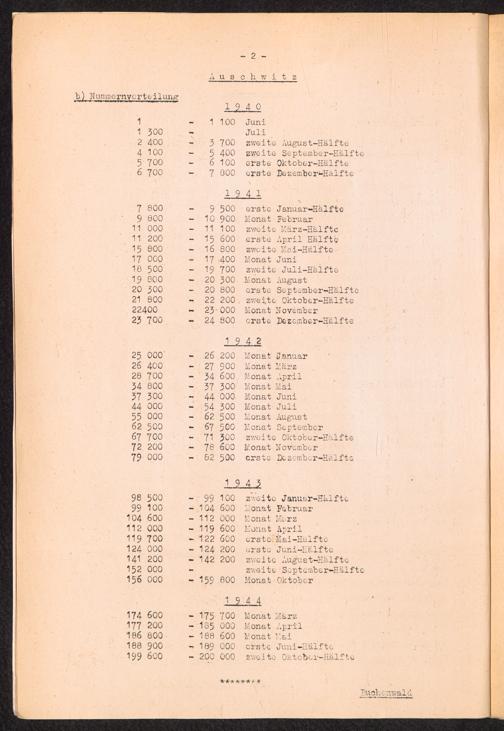 - 2 -
A u s c h w i t z
b) Nummernverteilung
1 9 4 0
1 - 1 100 Juni
1 300 - Juli
2 400 - 3 700 zweite August-Hälfte
4 100 - 5 400 zweite September-Hälfte
5 700 - 6 100 erste Oktober-Hälfte
6 700 - 7 800 erste Dezember-Hälfte
1 9 4 1
7 800 - 9 500 erste Januar-Hälfte
9 800 - 10 900 Monat Februar
11 000 - 11 100 zweite März-Hälfte
11 200 - 15 600 erste April Hälfte
15 800 - 16 800 zweite Mai-Hälfte
17 000 - 17 400 Monat Juni
18 500 - 19 700 zweite Juli-Hälfte
19 800 - 20 300 Monat August
20 300 - 20 800 erste September-Hälfte
21 800 - 22 200 zweite Oktober-Hälfte
22400 - 23 000 Monat November
23 700 - 24 800 erste Dezember-Hälfte
1 9 4 2
25 000 - 26 200 Monat Januar
26 400 - 27 900 Monat März
28 700 - 34 600 Monat April
34 800 - 37 300 Monat Mai
37 300 - 44 000 Monat Juni
44 000 - 54 300 Monat Juli
55 000 - 62 500 Monat August
62 500 - 67 500 Monat September
67 700 - 71 300 zweite Oktober-Hälfte
72 200 - 78 600 Monat November
79 000 - 82 500 erste Dezember-Hälfte
1 9 4 3
98 500 - 99 100 zweite Januar-Hälfte
99 100 - 104 600 Monat Februar
104 600 - 112 000 Monat März
112 000 - 119 600 Monat April
119 700 - 122 600 erste Mai-Hälfte
124 000 - 124 200 erste Juni-Hälfte
141 200 - 142 200 zweite August-Hälfte
152 000 - zweite September-Hälfte
156 000 - 159 800 Monat Oktober
1 9 4 4
174 600 - 175 700 Monat März
177 200 - 185 000 Monat April
186 800 - 188 600 Monat Mai
188 900 - 189 000 erste Juni-Hälfte
199 600 - 200 000 zweite Oktober-Hälfte
********
Buchenwald